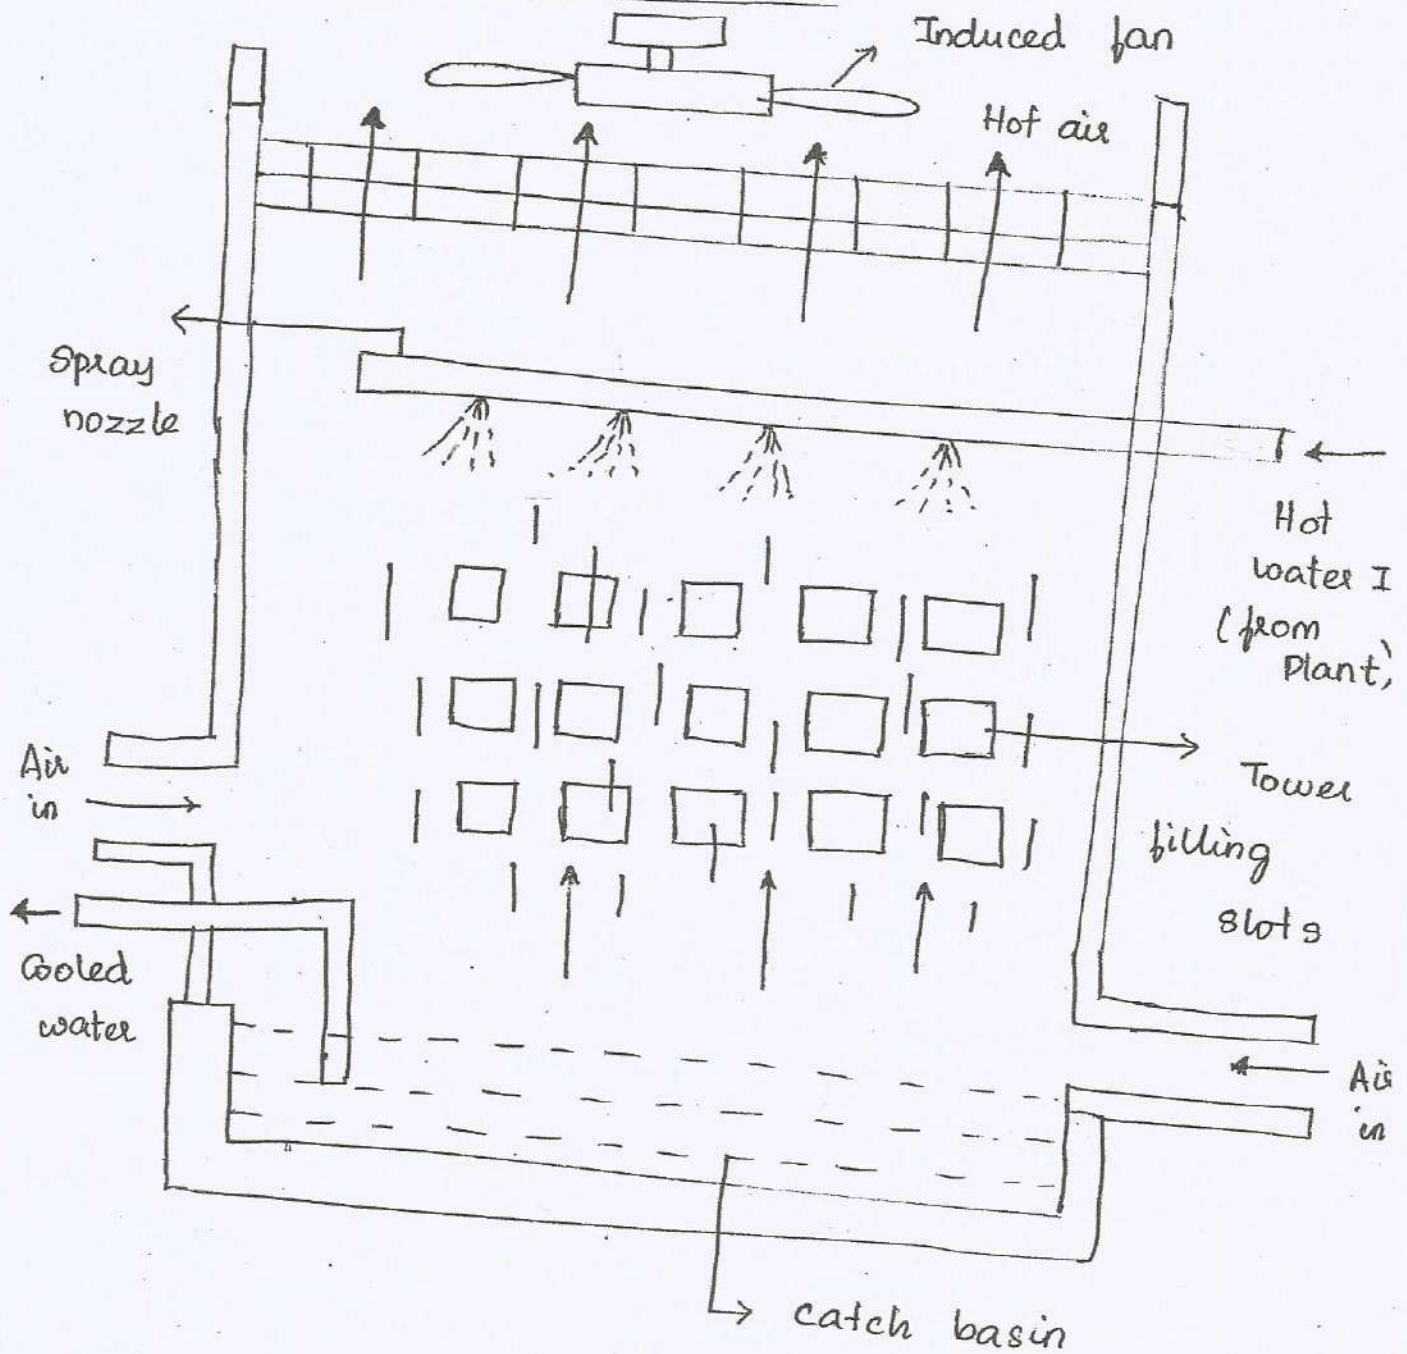 Induced fan
Hot air
Spray
nozzle
Hot
water I
(from
Plant)
Air
in
Tower
filling
slots
Cooled
water
Air
in
catch basin